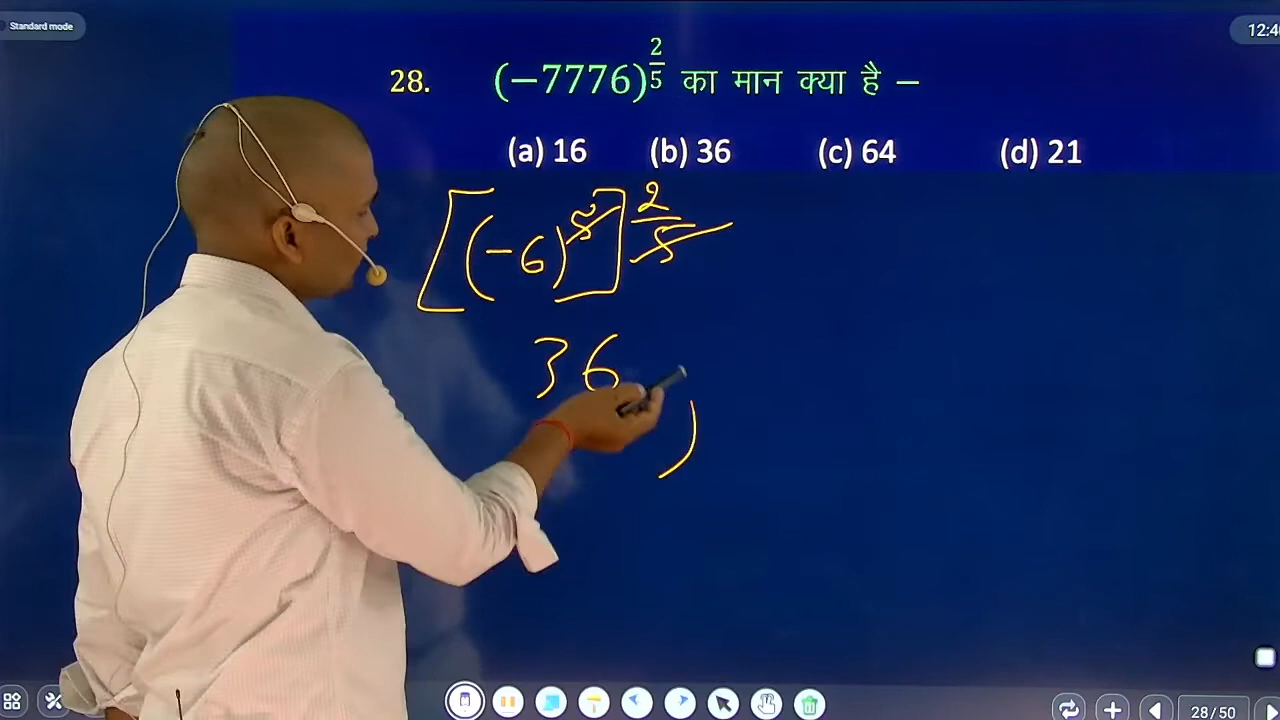 Standard mode
12:4
28. (−7776)^(2/5) का मान क्या है −
(a) 16 (b) 36 (c) 64 (d) 21
[(-6)^5]^(2/5)
36
)
28/50